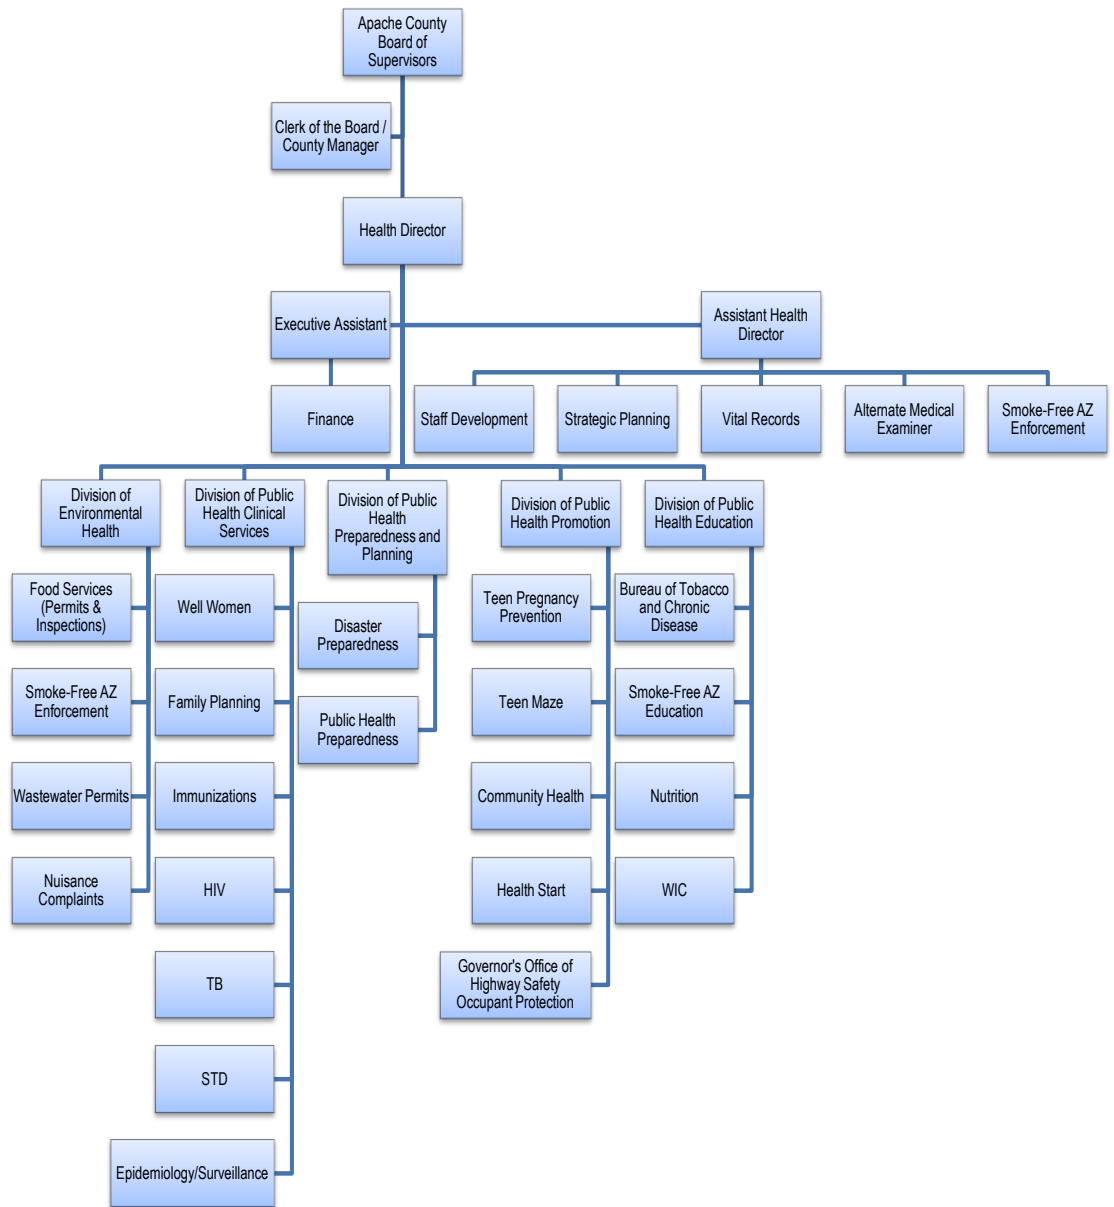 Apache County
Board of
Supervisors
Clerk of the Board /
County Manager
Health Director
Executive Assistant
Assistant Health
Director
Finance
Staff Development
Strategic Planning
Vital Records
Alternate Medical
Examiner
Smoke-Free AZ
Enforcement
Division of
Environmental
Health
Division of Public
Health Clinical
Services
Division of Public
Health
Preparedness and
Planning
Division of Public
Health Promotion
Division of Public
Health Education
Food Services
(Permits &
Inspections)
Smoke-Free AZ
Enforcement
Wastewater Permits
Nuisance
Complaints
Well Women
Family Planning
Immunizations
HIV
TB
STD
Epidemiology/Surveillance
Disaster
Preparedness
Public Health
Preparedness
Teen Pregnancy
Prevention
Teen Maze
Community Health
Health Start
Governor's Office of
Highway Safety
Occupant Protection
Bureau of Tobacco
and Chronic
Disease
Smoke-Free AZ
Education
Nutrition
WIC